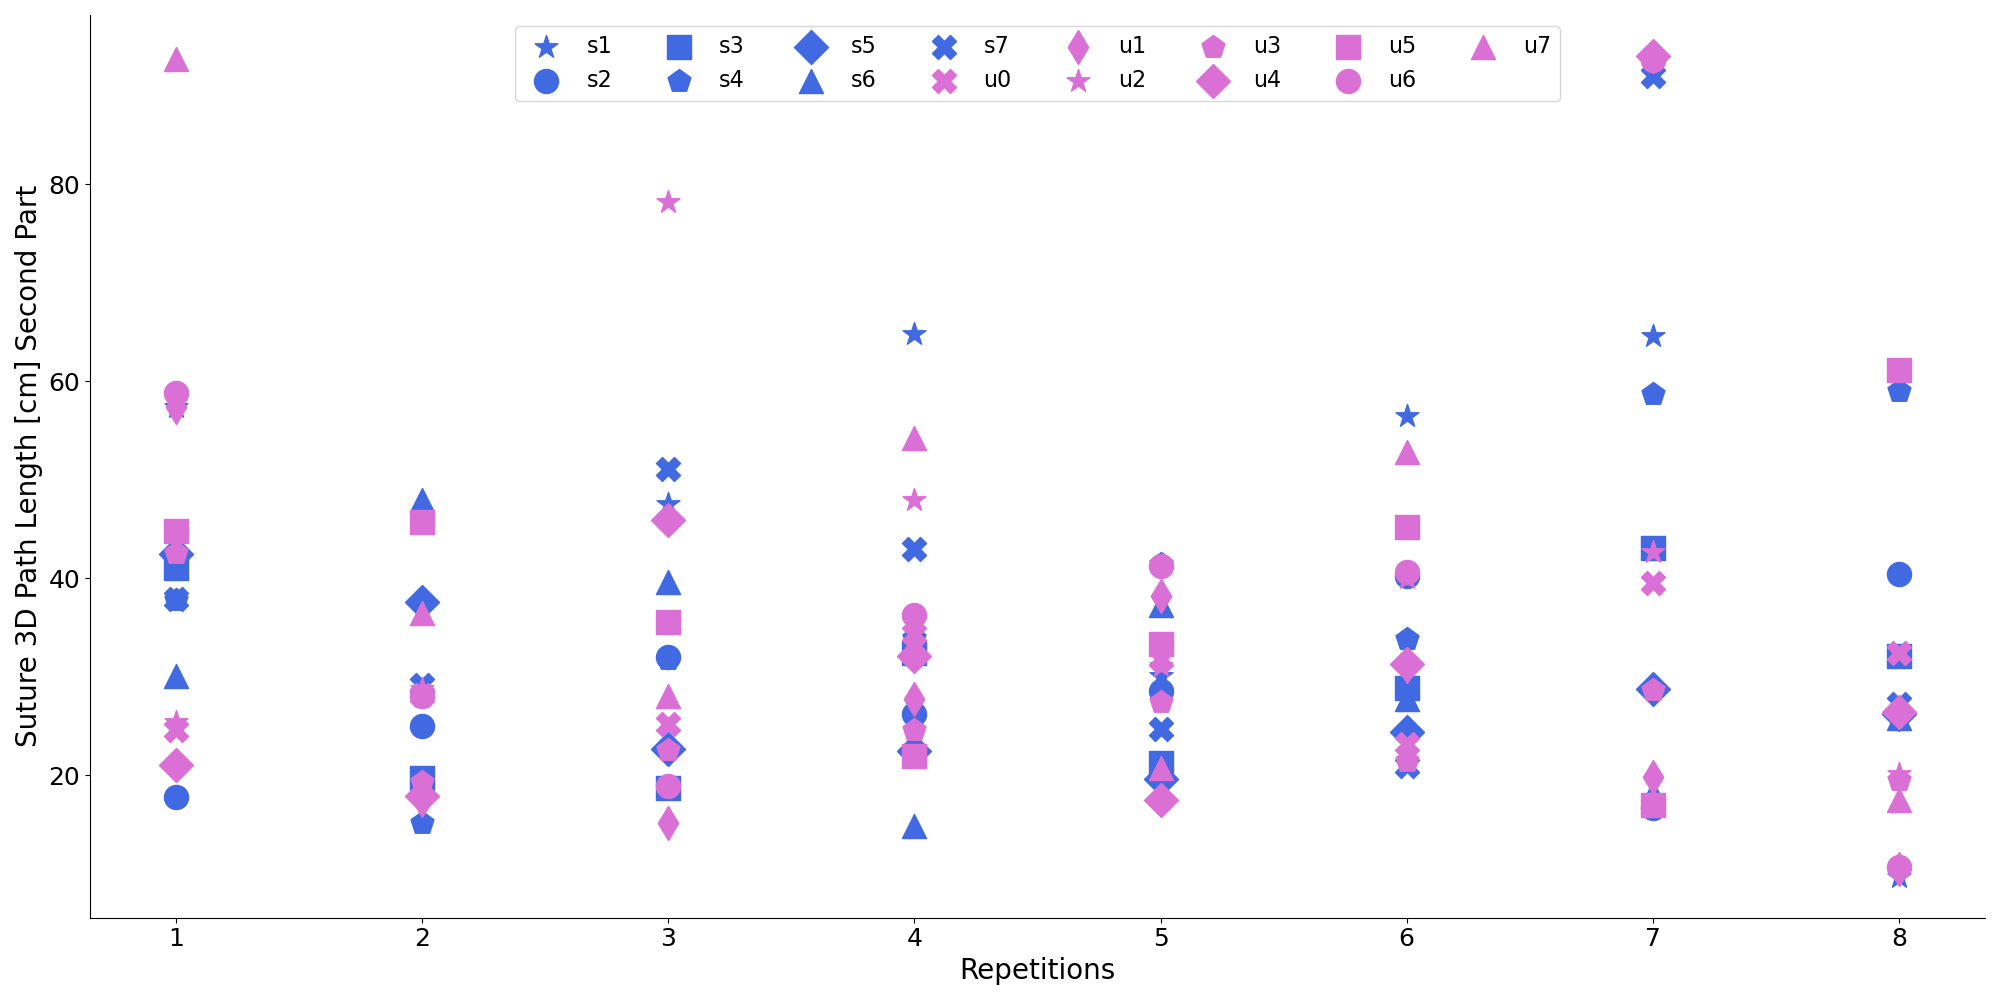 s1 s3 s5 s7 u1 u3 u5 u7
s2 s4 s6 u0 u2 u4 u6
80
60
40
20
Suture 3D Path Length [cm] Second Part
1 2 3 4 5 6 7 8
Repetitions